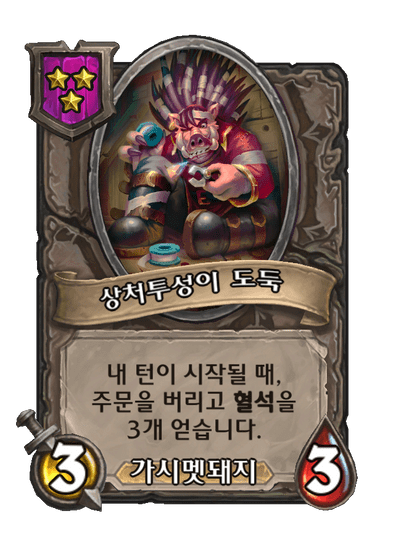 상처투성이 도둑
내 턴이 시작될 때,
주문을 버리고 혈석을
3개 얻습니다.
가시멧돼지
3
3